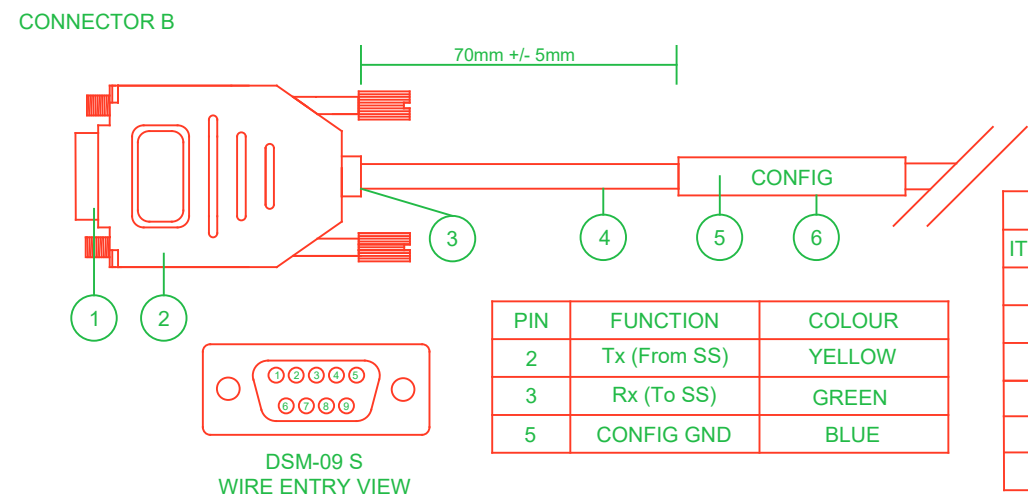 CONNECTOR B
70mm +/- 5mm
CONFIG
3
4
5
6
IT
1
2
PIN FUNCTION COLOUR
2 Tx (From SS) YELLOW
3 Rx (To SS) GREEN
5 CONFIG GND BLUE
1 2 3 4 5
6 7 8 9
DSM-09 S
WIRE ENTRY VIEW